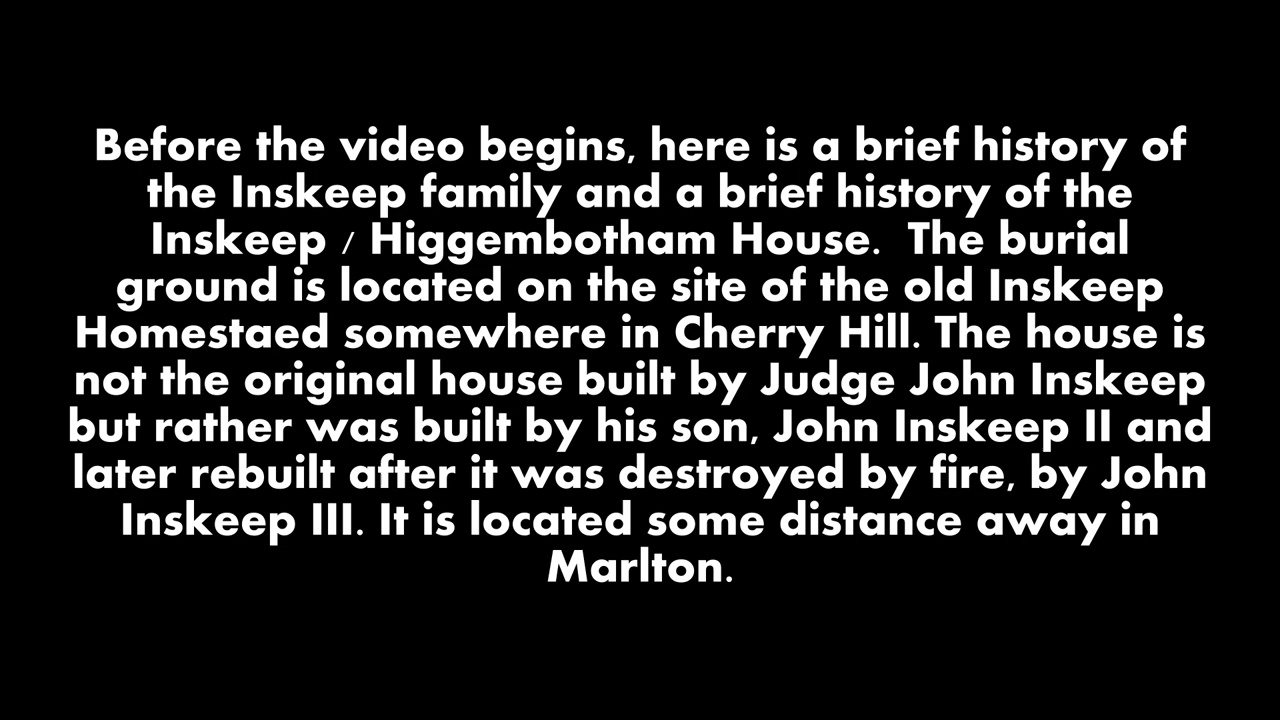 Before the video begins, here is a brief history of
the Inskeep family and a brief history of the
Inskeep / Higgembotham House.  The burial
ground is located on the site of the old Inskeep
Homestaed somewhere in Cherry Hill. The house is
not the original house built by Judge John Inskeep
but rather was built by his son, John Inskeep II and
later rebuilt after it was destroyed by fire, by John
Inskeep III. It is located some distance away in
Marlton.